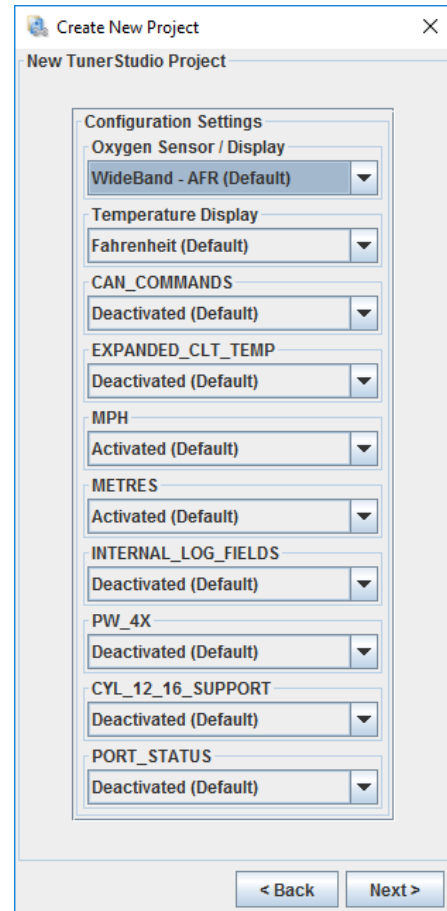 Create New Project
New TunerStudio Project
Configuration Settings
Oxygen Sensor / Display
WideBand - AFR (Default)
Temperature Display
Fahrenheit (Default)
CAN_COMMANDS
Deactivated (Default)
EXPANDED_CLT_TEMP
Deactivated (Default)
MPH
Activated (Default)
METRES
Activated (Default)
INTERNAL_LOG_FIELDS
Deactivated (Default)
PW_4X
Deactivated (Default)
CYL_12_16_SUPPORT
Deactivated (Default)
PORT_STATUS
Deactivated (Default)
< Back Next >